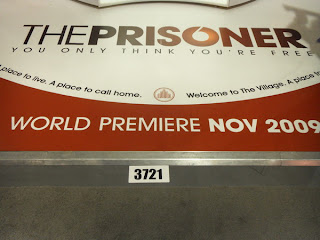 THEPRISONER
YOU ONLY THINK YOU'RE FREE
A place to live. A place to call home. Welcome to The Village. A place to
WORLD PREMIERE NOV 2009
3721